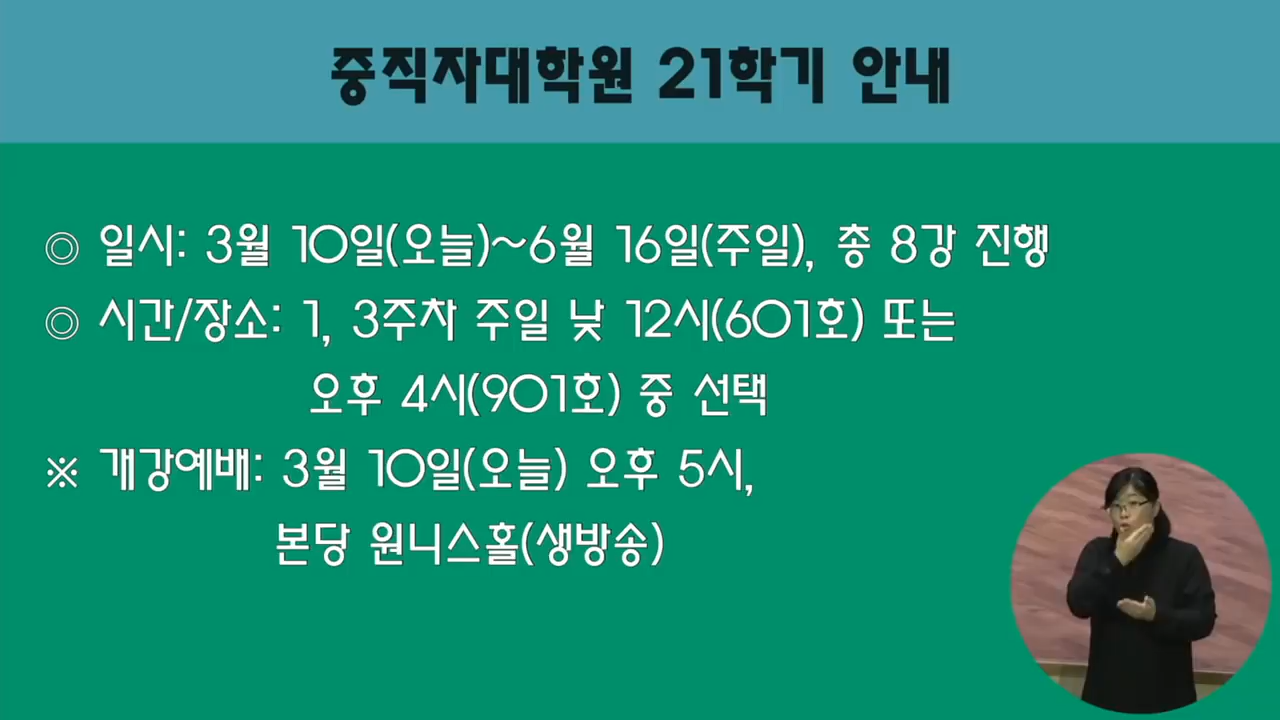 중직자대학원 21학기 안내
◎ 일시: 3월 10일(오늘)~6월 16일(주일), 총 8강 진행
◎ 시간/장소: 1, 3주차 주일 낮 12시(601호) 또는
오후 4시(901호) 중 선택
※ 개강예배: 3월 10일(오늘) 오후 5시,
본당 원니스홀(생방송)